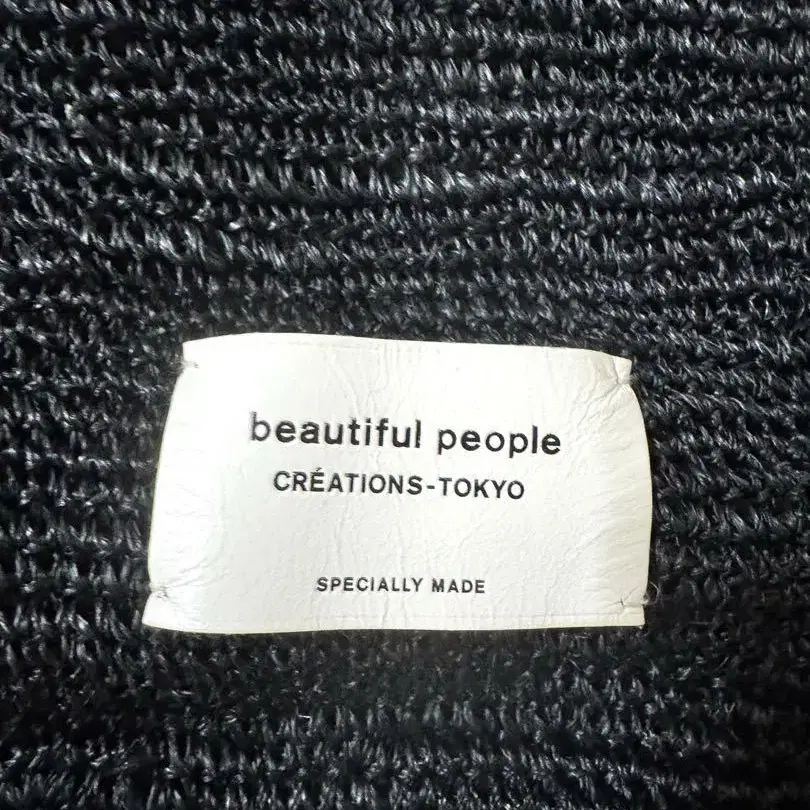 beautiful people
CRÉATIONS-TOKYO
SPECIALLY MADE